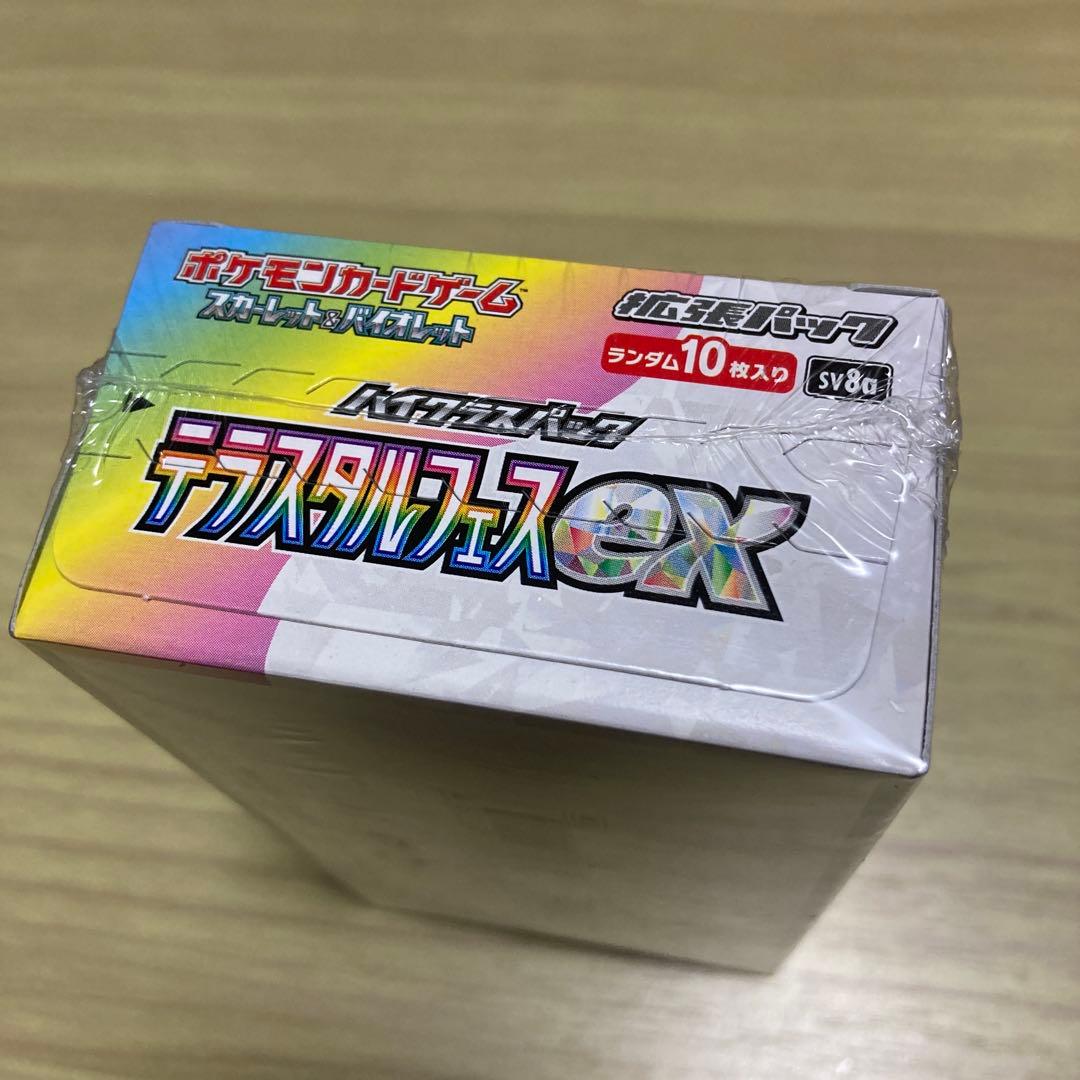 ポケモンカードゲーム™
スカーレット&バイオレット
拡張パック
ランダム10枚入り
SV8a
ハイクラスパック
テラスタル・フェスex